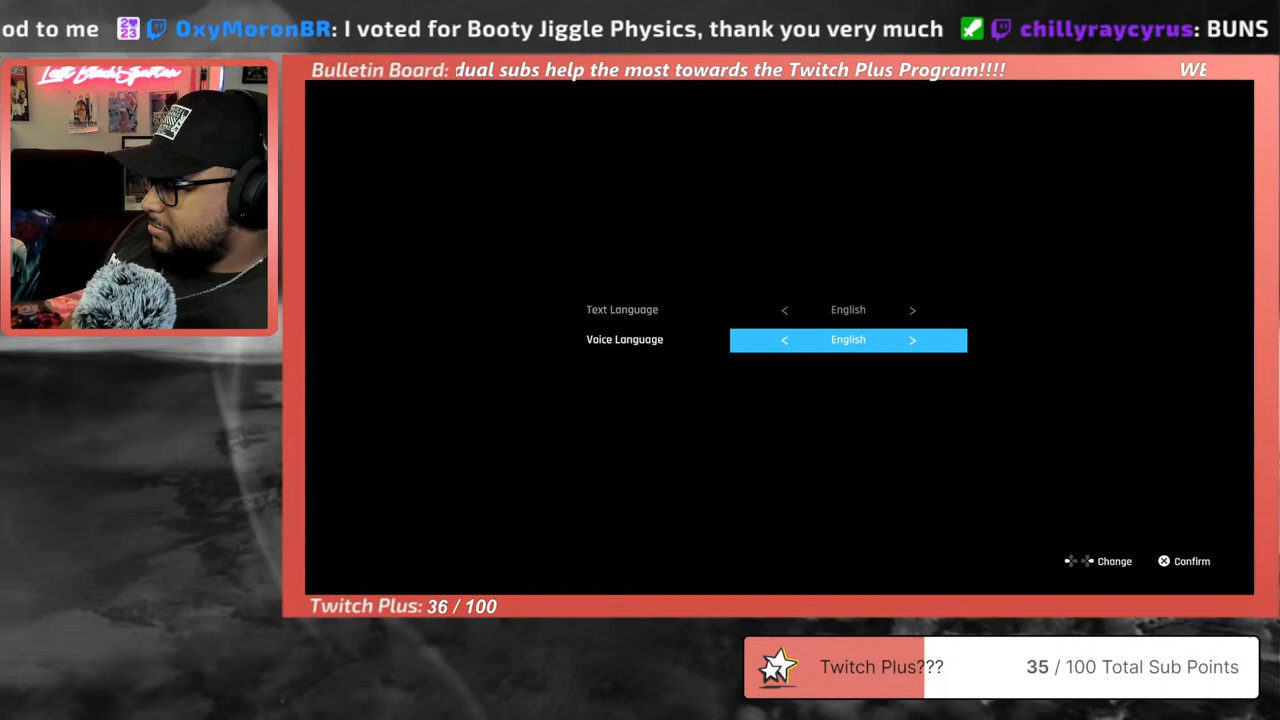 od to me OxyMoronBR: I voted for Booty Jiggle Physics, thank you very much chillyraycyrus: BUNS
Last BlackSpartan
Bulletin Board: dual subs help the most towards the Twitch Plus Program!!!! WE
Text Language < English >
Voice Language < English >
Change Confirm
Twitch Plus: 36 / 100
Twitch Plus??? 35 / 100 Total Sub Points